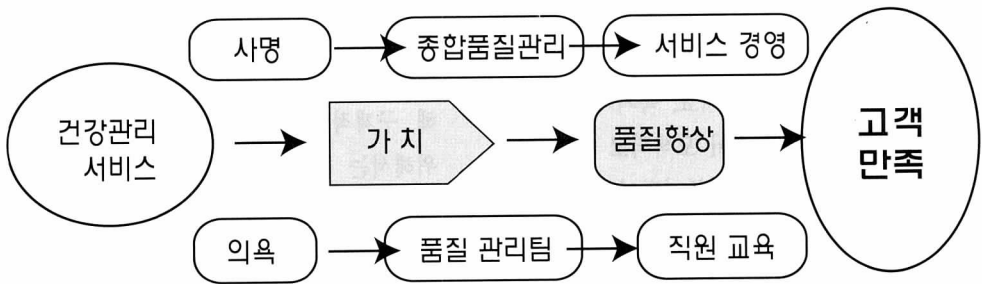 사명
종합품질관리
서비스 경영
건강관리
서비스
가치
품질향상
고객
만족
의욕
품질 관리팀
직원 교육